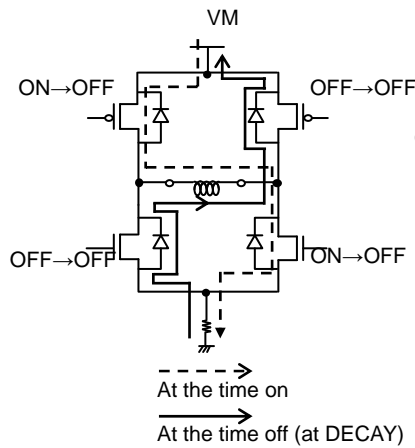 VM
ON→OFF
OFF→OFF
OFF→OFF
ON→OFF
At the time on
At the time off (at DECAY)